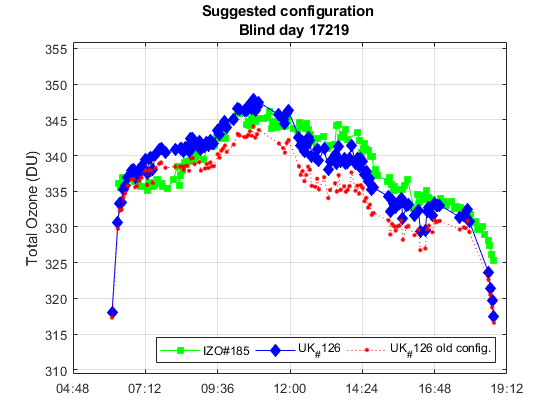 Suggested configuration
Blind day 17219
Total Ozone (DU)
355
350
345
340
335
330
325
320
315
310
IZO#185 UK#126 UK#126 old config.
04:48 07:12 09:36 12:00 14:24 16:48 19:12